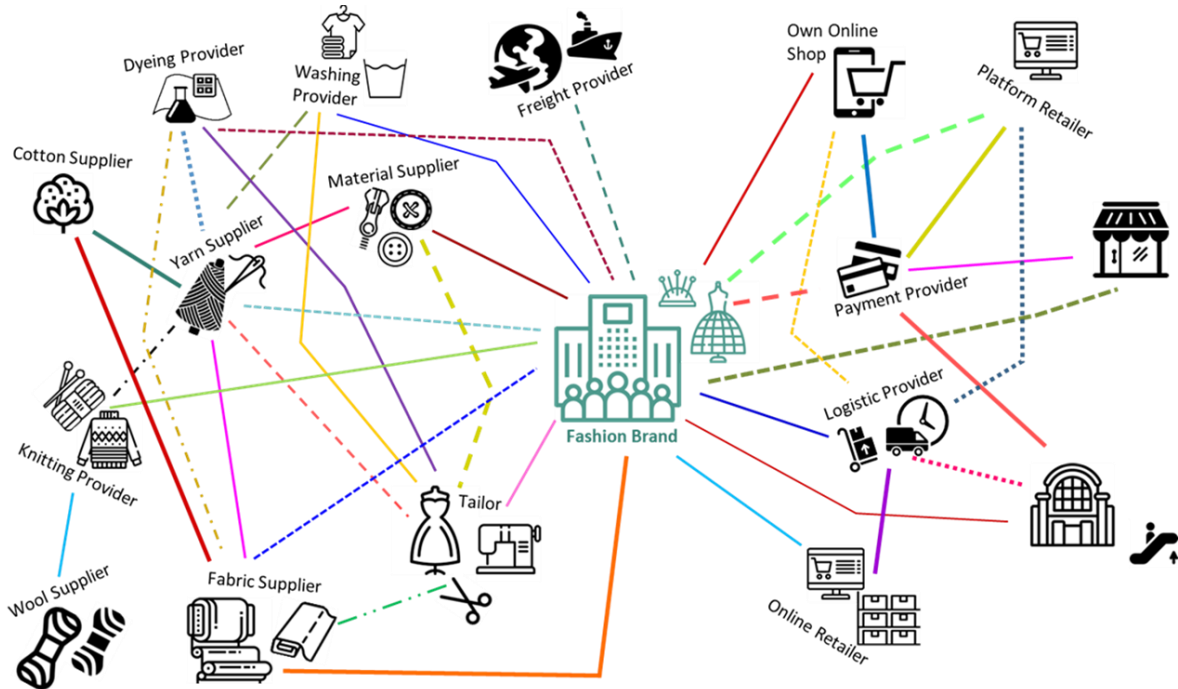 Own Online
Shop
Platform Retailer
Dyeing Provider
Washing
Provider
Freight Provider
Cotton Supplier
Material Supplier
Yarn Supplier
Payment Provider
Logistic Provider
Fashion Brand
Knitting Provider
Tailor
Fabric Supplier
Wool Supplier
Online Retailer